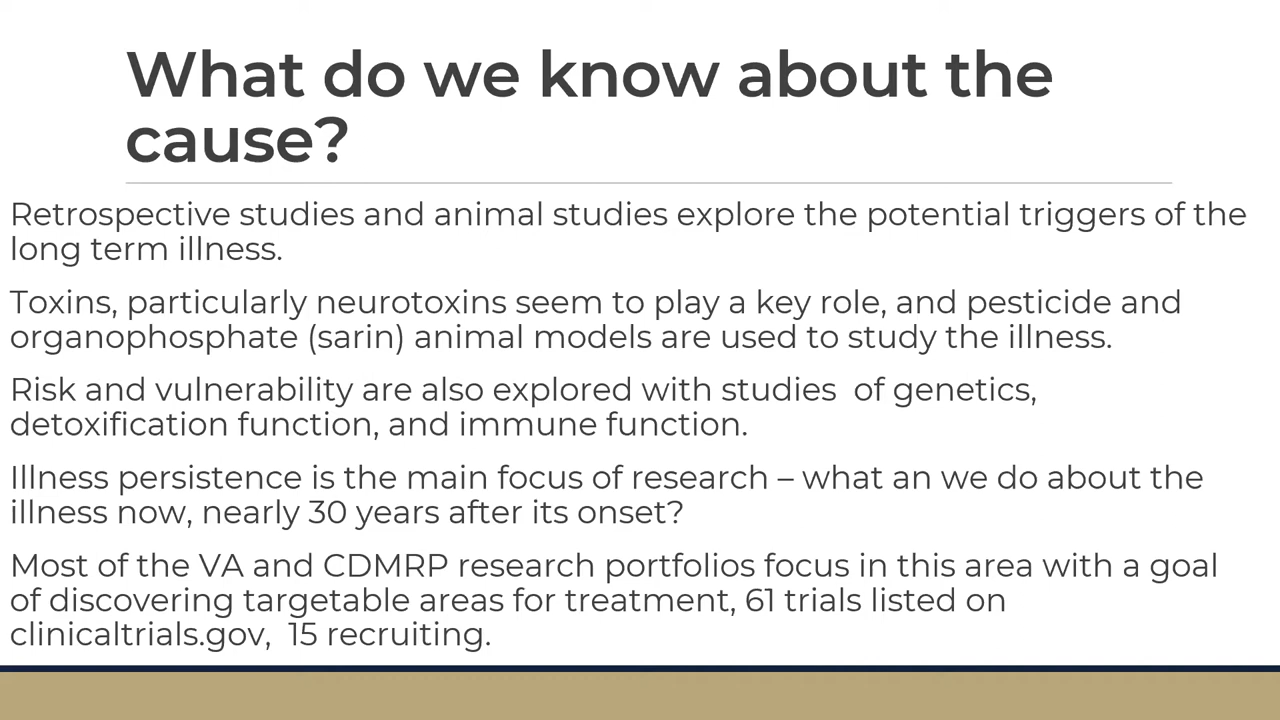 What do we know about the
cause?
Retrospective studies and animal studies explore the potential triggers of the
long term illness.
Toxins, particularly neurotoxins seem to play a key role, and pesticide and
organophosphate (sarin) animal models are used to study the illness.
Risk and vulnerability are also explored with studies  of genetics,
detoxification function, and immune function.
Illness persistence is the main focus of research – what an we do about the
illness now, nearly 30 years after its onset?
Most of the VA and CDMRP research portfolios focus in this area with a goal
of discovering targetable areas for treatment, 61 trials listed on
clinicaltrials.gov,  15 recruiting.